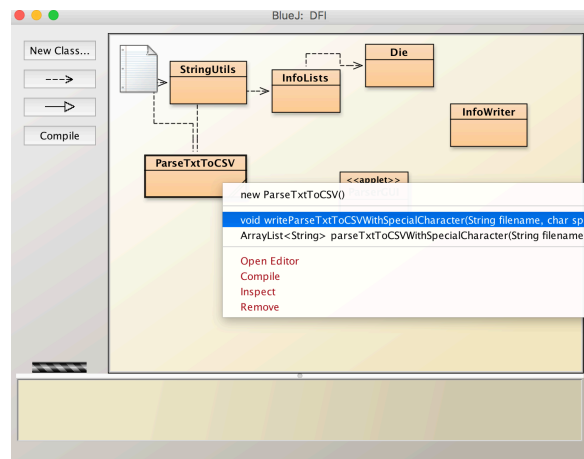 BlueJ: DFI
New Class...
Compile
StringUtils
InfoLists
Die
InfoWriter
ParseTxtToCSV
<<applet>>
new ParseTxtToCSV()
void writeParseTxtToCSVWithSpecialCharacter(String filename, char sp
ArrayList<String> parseTxtToCSVWithSpecialCharacter(String filename
Open Editor
Compile
Inspect
Remove